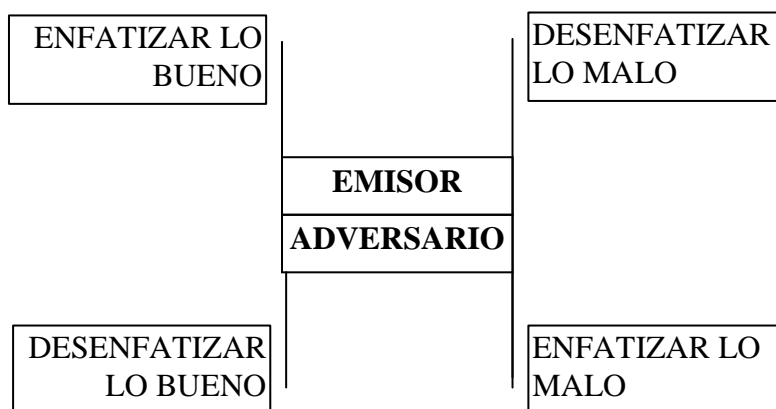 ENFATIZAR LO
BUENO
DESENFATIZAR
LO MALO
EMISOR
ADVERSARIO
DESENFATIZAR
LO BUENO
ENFATIZAR LO
MALO